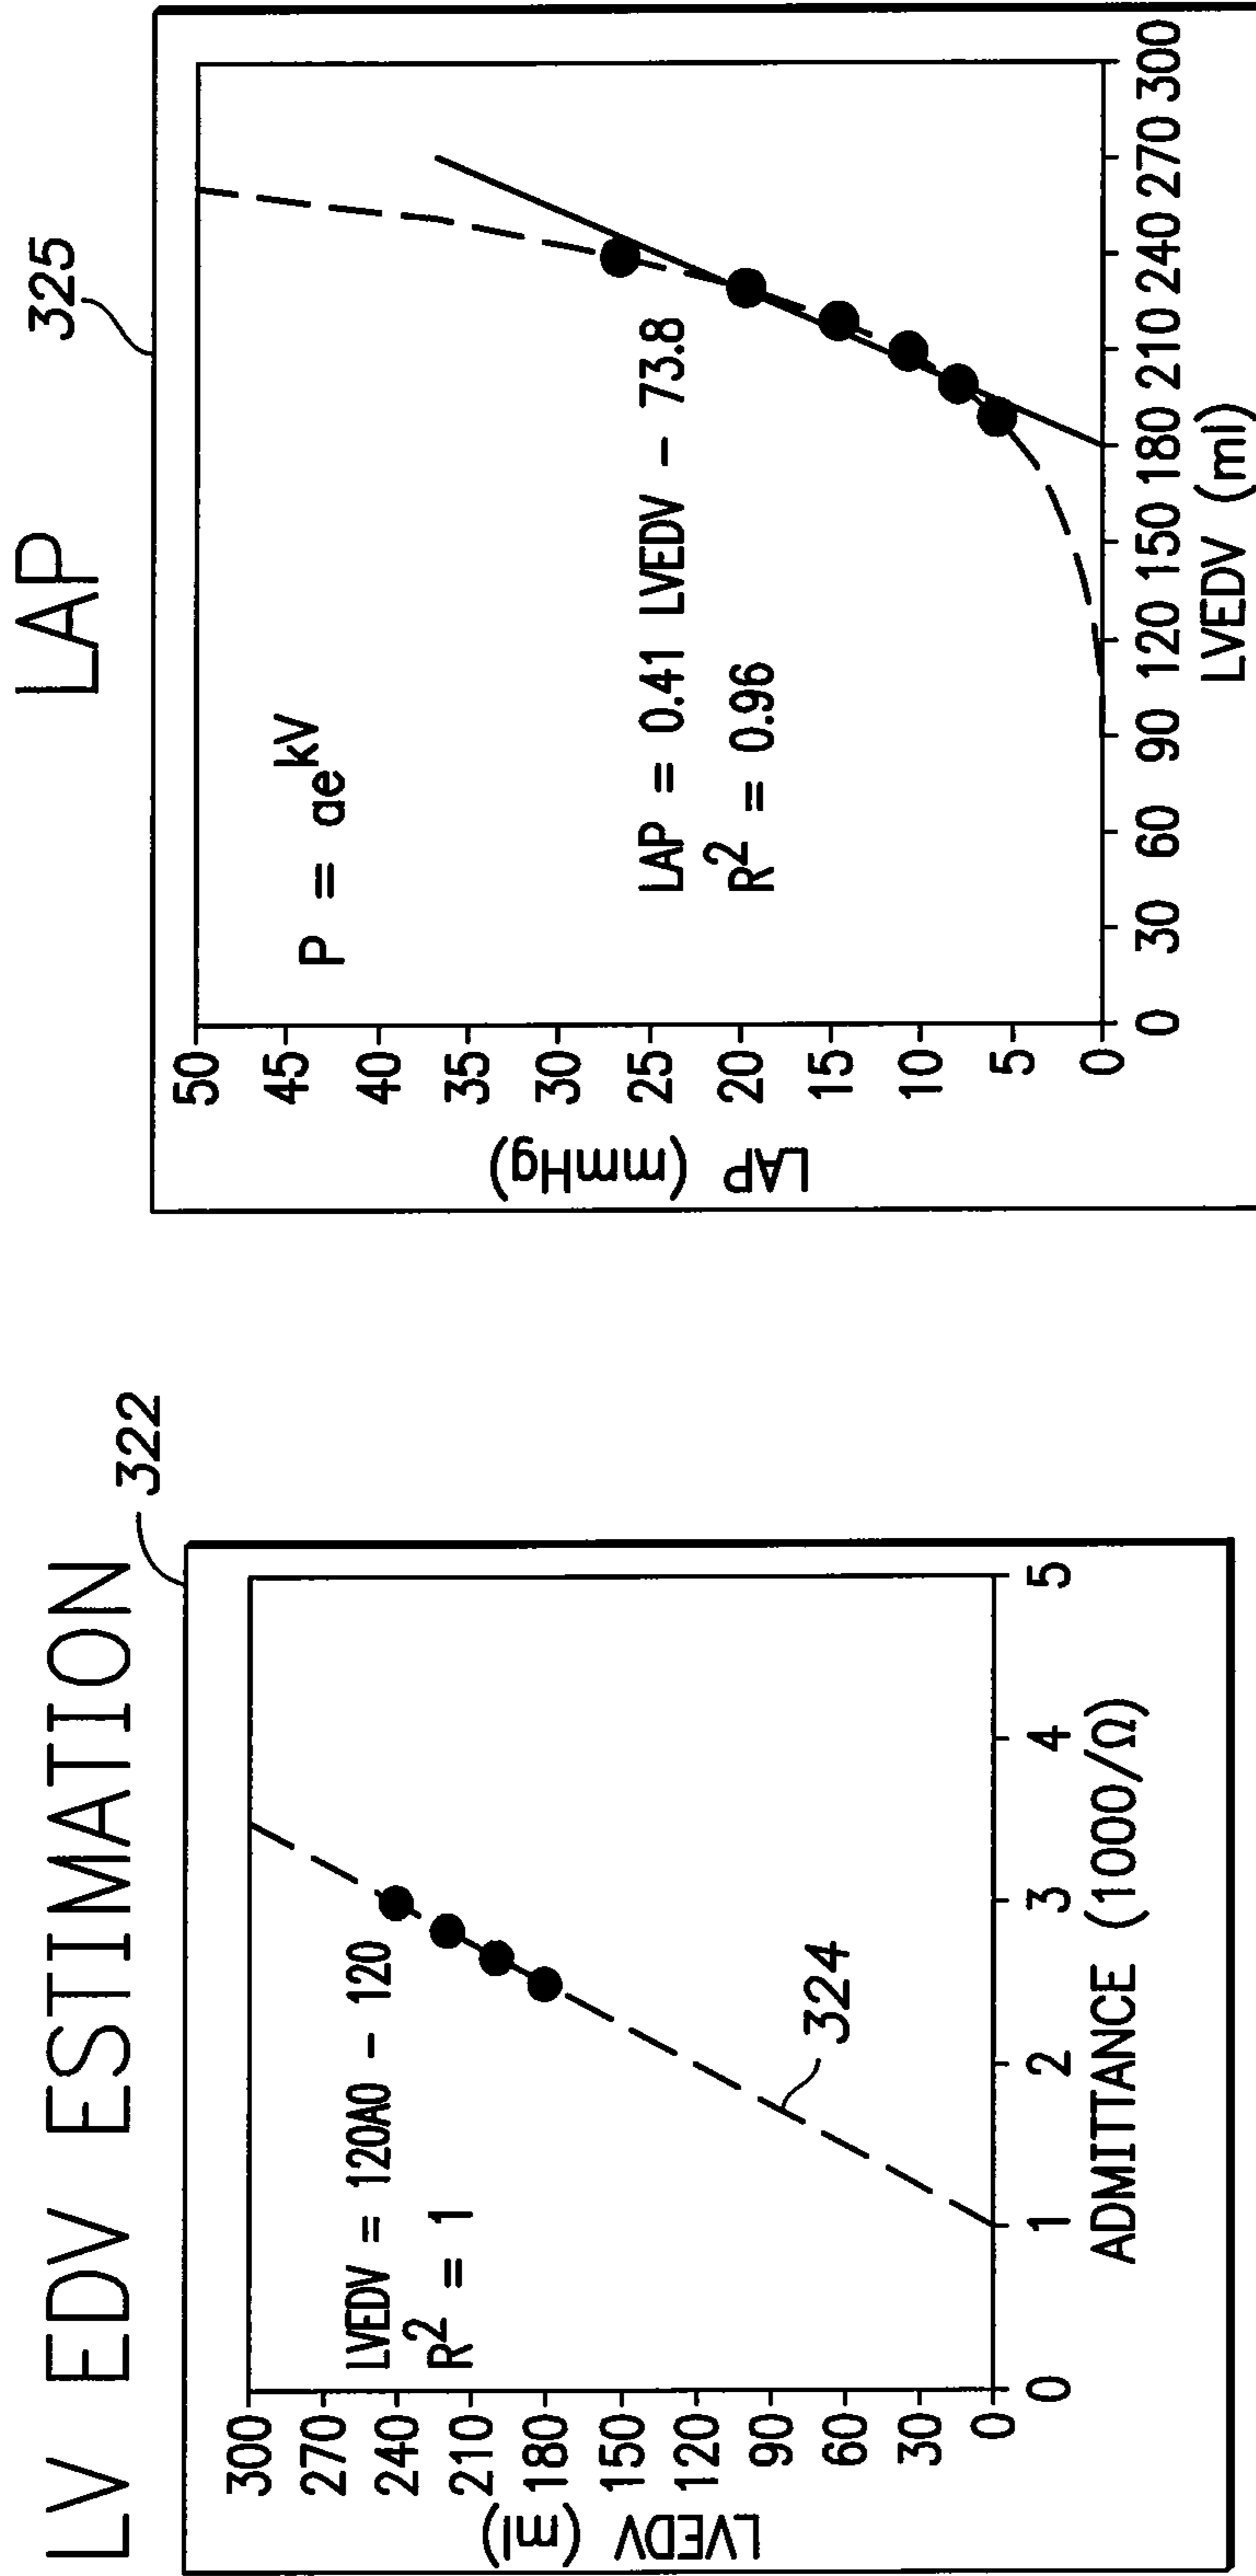 LV EDV ESTIMATION
322
LVEDV = 120A0 - 120
R2 = 1
300
270
240
210
180
150
120
90
60
30
0
LVEDV (ml)
0 1 2 3 4 5
ADMITTANCE (1000/Ω)
324
LAP
325
P = ae^kV
LAP = 0.41 LVEDV - 73.8
R2 = 0.96
50
45
40
35
30
25
20
15
10
5
0
LAP (mmHg)
0 30 60 90 120 150 180 210 240 270 300
LVEDV (ml)